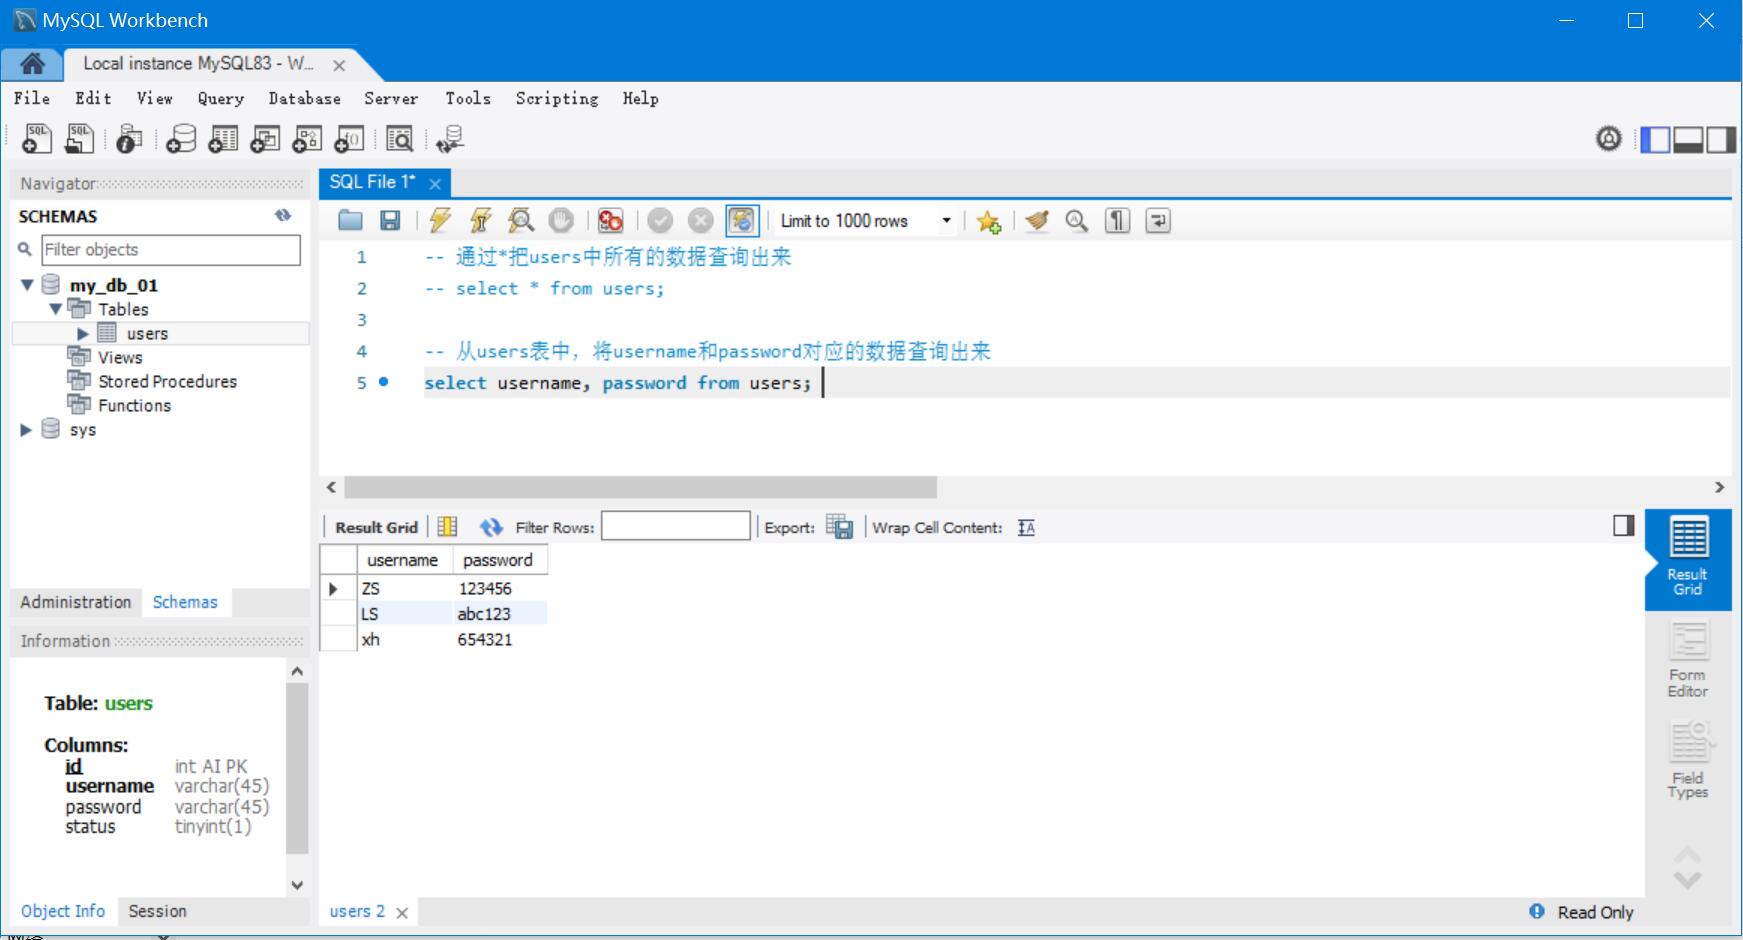 MySQL Workbench
Local instance MySQL83 - W...
File Edit View Query Database Server Tools Scripting Help
Navigator
SCHEMAS
Filter objects
my_db_01
Tables
users
Views
Stored Procedures
Functions
sys
Administration Schemas
Information
Table: users
Columns:
id int AI PK
username varchar(45)
password varchar(45)
status tinyint(1)
Object Info Session
SQL File 1*
Limit to 1000 rows
1 -- 通过*把users中所有的数据查询出来
2 -- select * from users;
3
4 -- 从users表中，将username和password对应的数据查询出来
5 select username, password from users;
Result Grid Filter Rows: Export: Wrap Cell Content:
username password
ZS 123456
LS abc123
xh 654321
Result
Grid
Form
Editor
Field
Types
users 2
Read Only